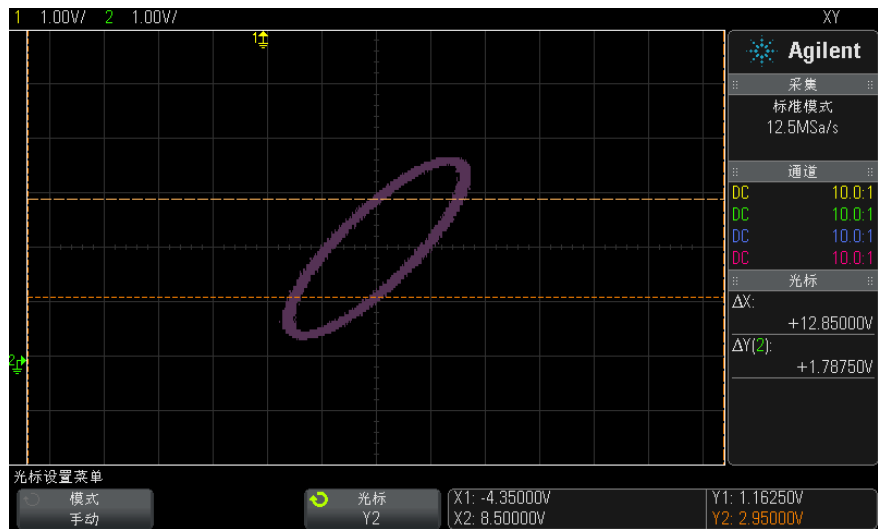 1 1.00V/ 2 1.00V/ XY
1
Agilent
采集
标准模式
12.5MSa/s
通道
DC 10.0:1
DC 10.0:1
DC 10.0:1
DC 10.0:1
光标
ΔX:
+12.85000V
ΔY(2):
+1.78750V
2
光标设置菜单
模式
手动
光标
Y2
X1: -4.35000V
X2: 8.50000V
Y1: 1.16250V
Y2: 2.95000V